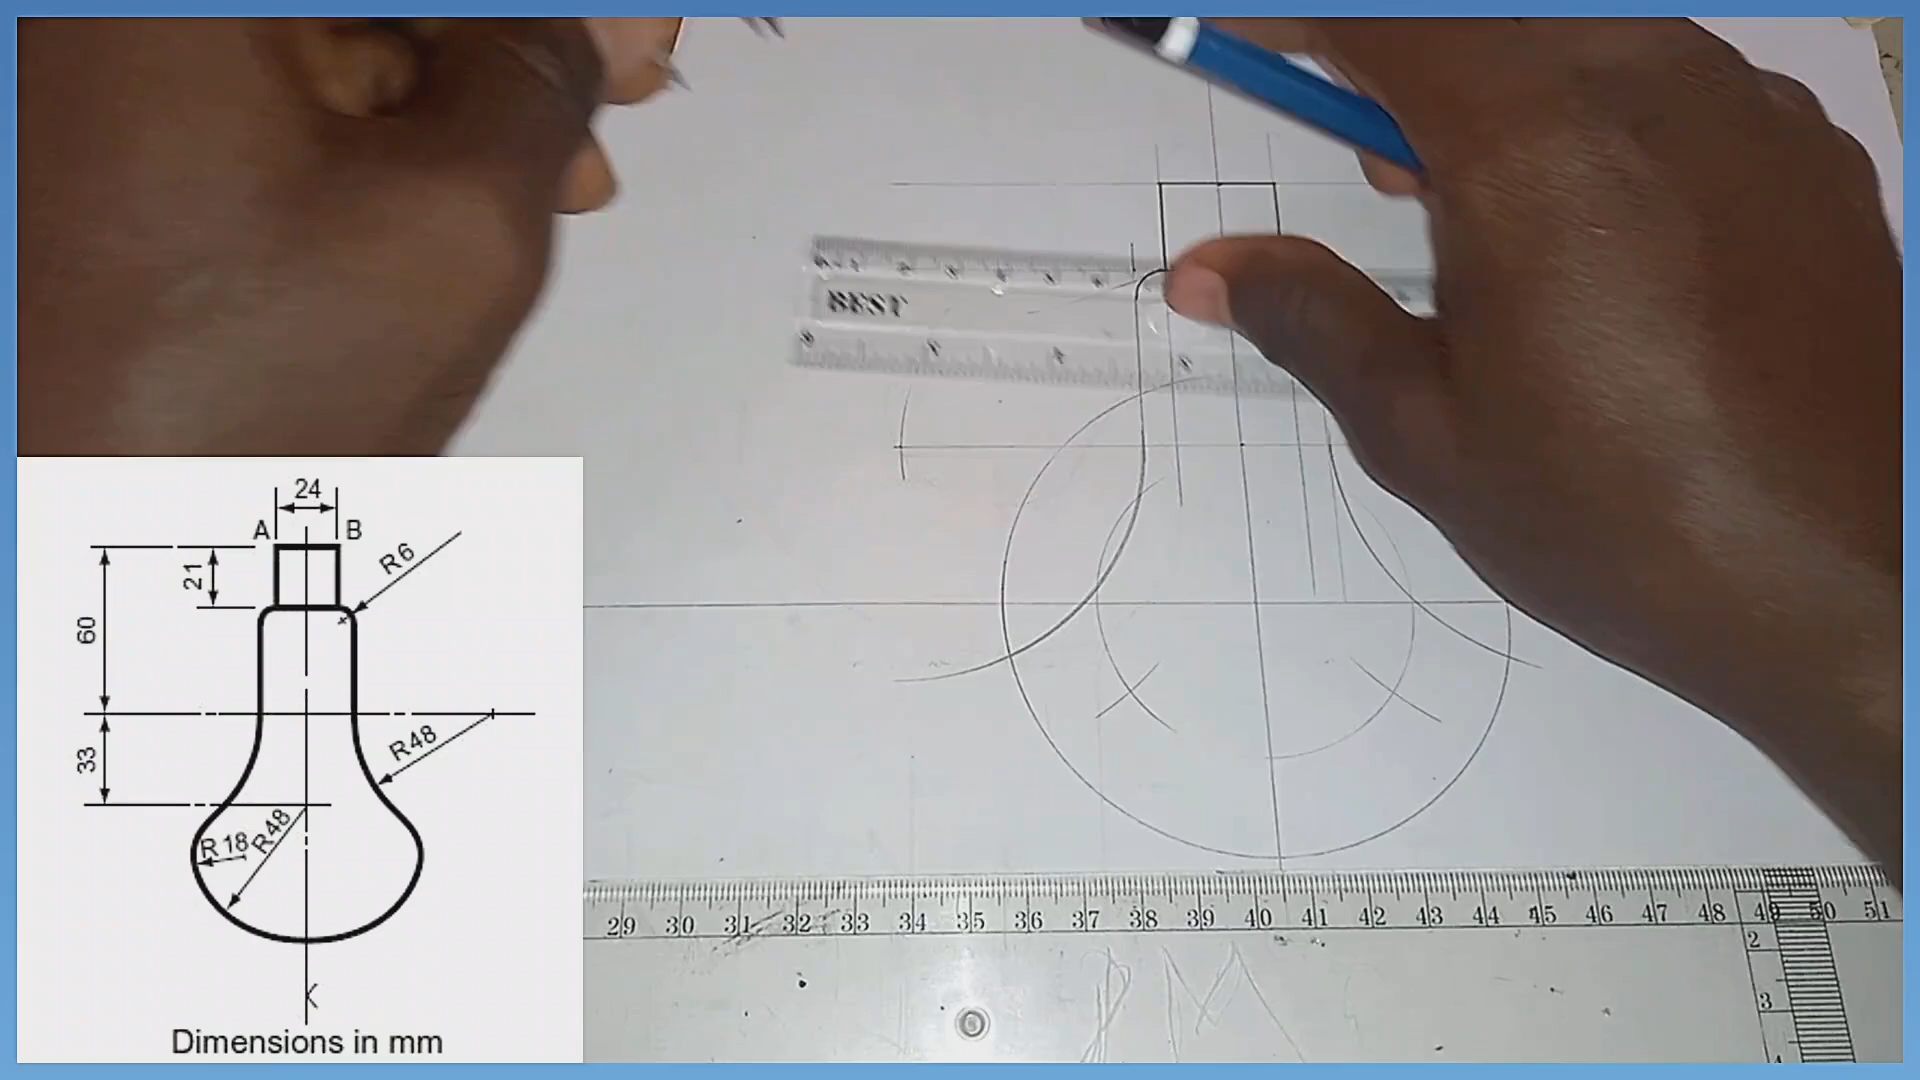 24
A B
R6
21
60
R48
33
R 18
R48
Dimensions in mm
BEST
29 30 31 32 33 34 35 36 37 38 39 40 41 42 43 44 45 46 47 48 49 50 51
2
3